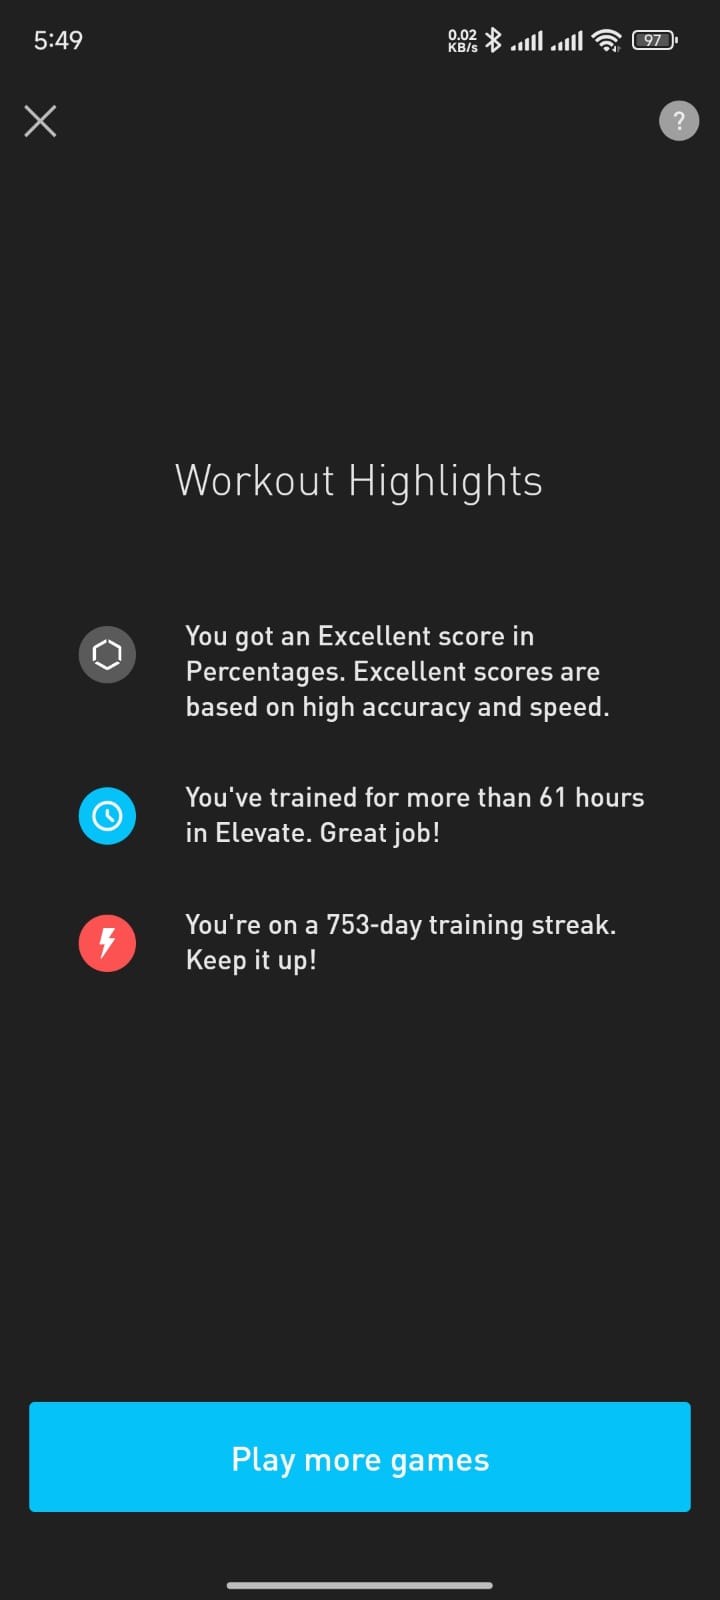 5:49
0.02
KB/s
97
?
Workout Highlights
You got an Excellent score in
Percentages. Excellent scores are
based on high accuracy and speed.
You've trained for more than 61 hours
in Elevate. Great job!
You're on a 753-day training streak.
Keep it up!
Play more games